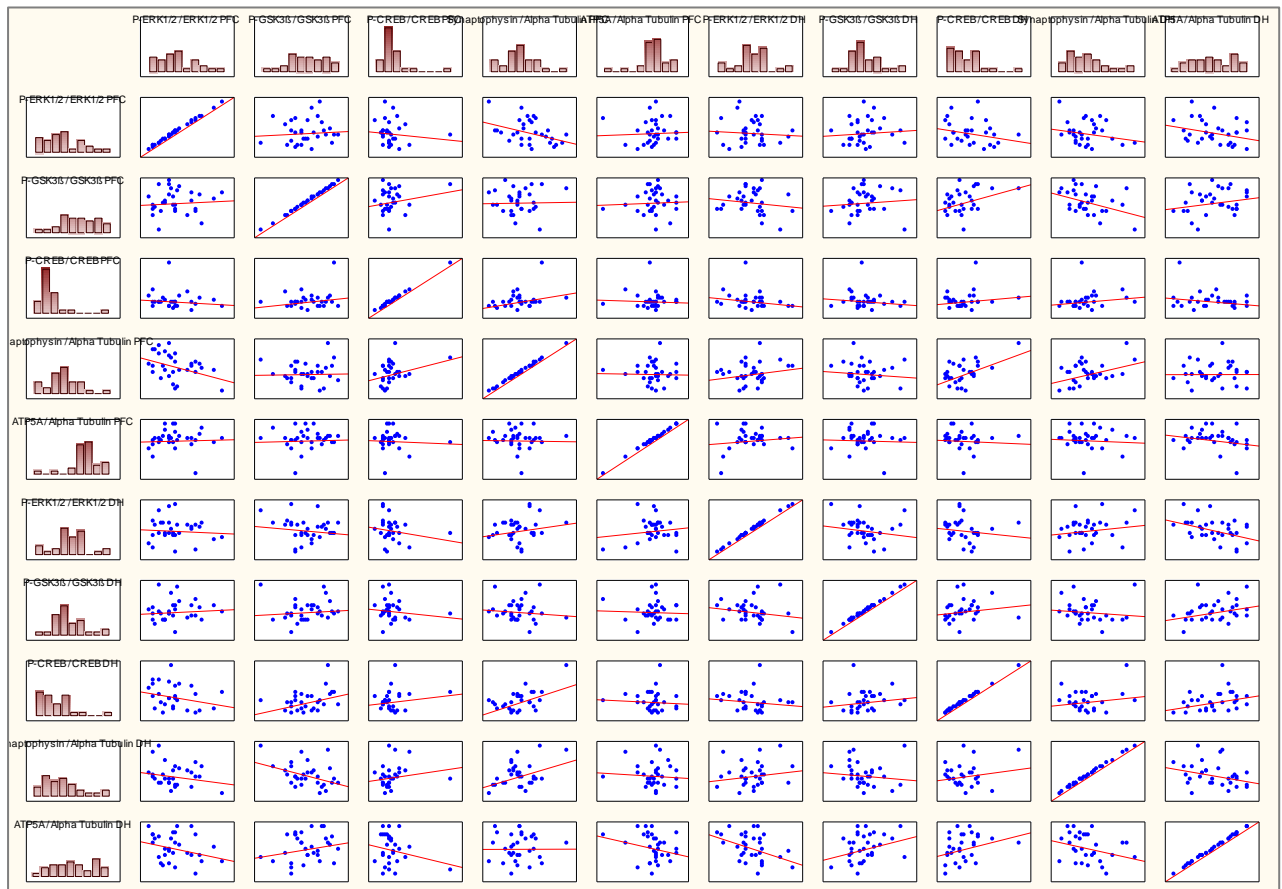 P-ERK1/2 / ERK1/2 PFC
P-GSK3ß / GSK3ß PFC
P-CREB / CREB PFC
Synaptophysin / Alpha Tubulin PFC
ATP5A / Alpha Tubulin PFC
P-ERK1/2 / ERK1/2 DH
P-GSK3ß / GSK3ß DH
P-CREB / CREB DH
Synaptophysin / Alpha Tubulin DH
ATP5A / Alpha Tubulin DH
P-ERK1/2 / ERK1/2 PFC
P-GSK3ß / GSK3ß PFC
P-CREB / CREB PFC
aptophysin / Alpha Tubulin PFC
ATP5A / Alpha Tubulin PFC
P-ERK1/2 / ERK1/2 DH
P-GSK3ß / GSK3ß DH
P-CREB / CREB DH
naptophysin / Alpha Tubulin DH
ATP5A / Alpha Tubulin DH